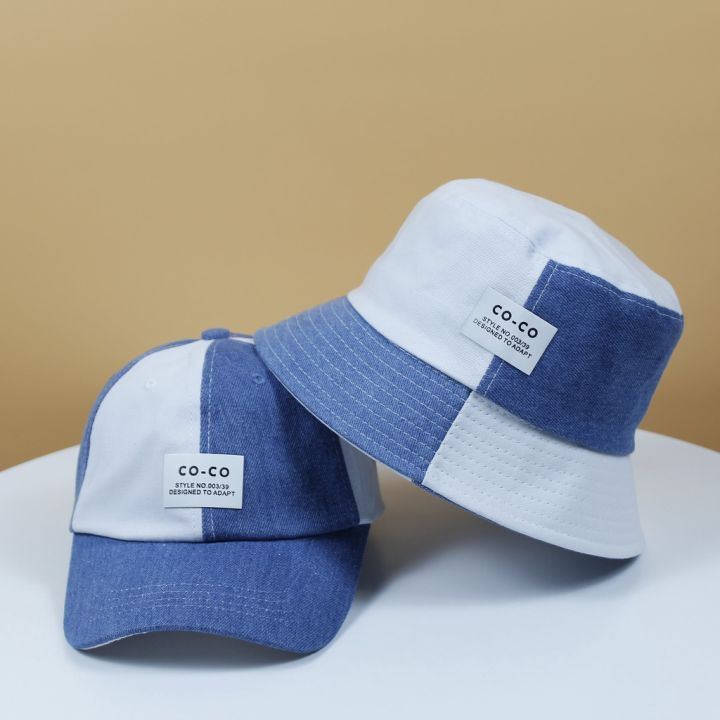 CO-CO
STYLE NO.003/39
DESIGNED TO ADAPT
CO-CO
STYLE NO.003/39
DESIGNED TO ADAPT